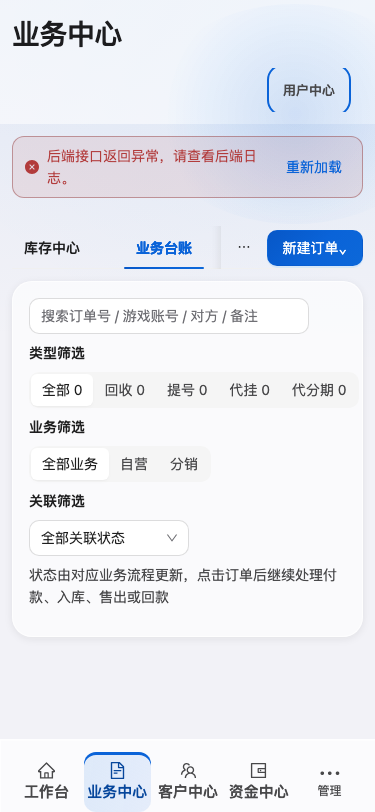 业务中心
用户中心
后端接口返回异常，请查看后端日
志。
重新加载
库存中心 业务台账 ··· 新建订单
搜索订单号 / 游戏账号 / 对方 / 备注
类型筛选
全部 0 回收 0 提号 0 代挂 0 代分期 0
业务筛选
全部业务 自营 分销
关联筛选
全部关联状态
状态由对应业务流程更新，点击订单后继续处理付
款、入库、售出或回款
工作台 业务中心 客户中心 资金中心 管理